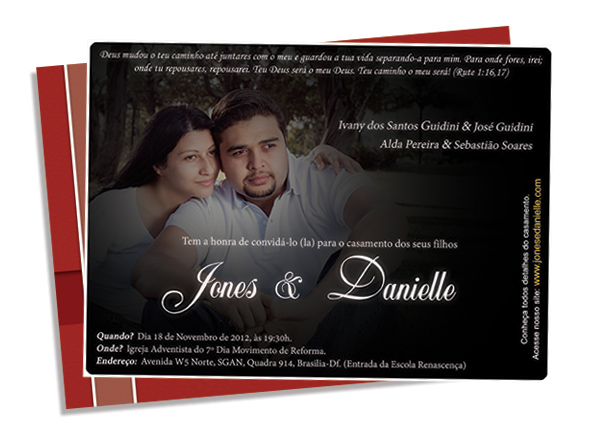 Deus mudou o teu caminho até juntares com o meu e guardou a tua vida separando-a para mim. Para onde fores, irei;
onde tu repousares, repousarei. Teu Deus será o meu Deus. Teu caminho o meu será! (Rute 1:16,17)
Ivany dos Santos Guidini & José Guidini
Alda Pereira & Sebastião Soares
Tem a honra de convidá-lo (la) para o casamento dos seus filhos
Jones & Danielle
Quando? Dia 18 de Novembro de 2012, às 19:30h.
Onde? Igreja Adventista do 7º Dia Movimento de Reforma.
Endereço: Avenida W5 Norte, SGAN, Quadra 914, Brasilia-Df. (Entrada da Escola Renascença)
Conheça todos detalhes do casamento.
Acesse nosso site: www.jonesedanielle.com